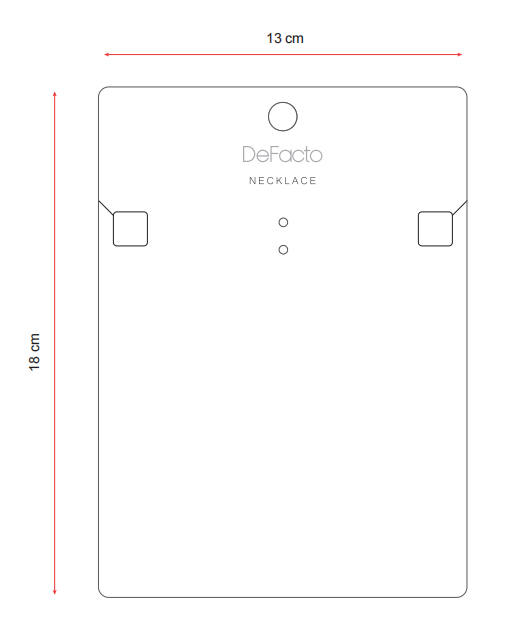 13 cm
DeFacto
NECKLACE
18 cm